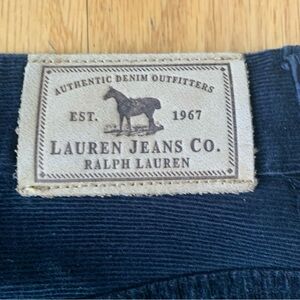 AUTHENTIC DENIM OUTFITTERS
EST. 1967
LAUREN JEANS CO.
RALPH LAUREN